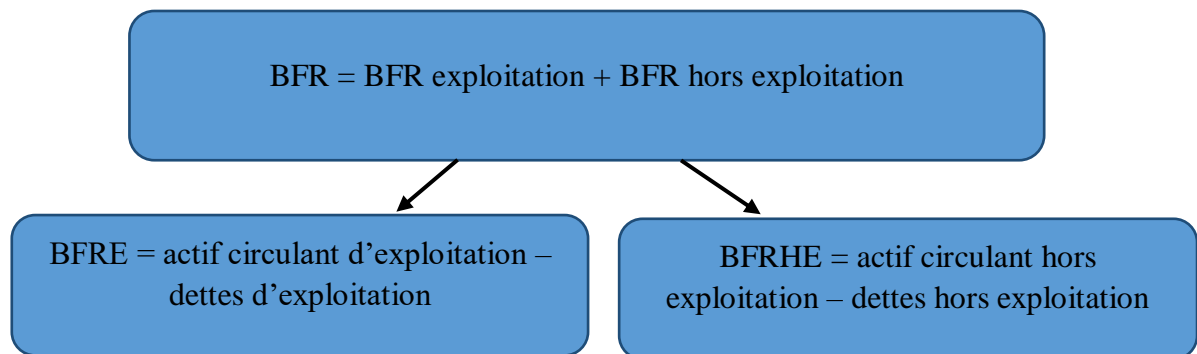 BFR = BFR exploitation + BFR hors exploitation
BFRE = actif circulant d’exploitation –
dettes d’exploitation
BFRHE = actif circulant hors
exploitation – dettes hors exploitation